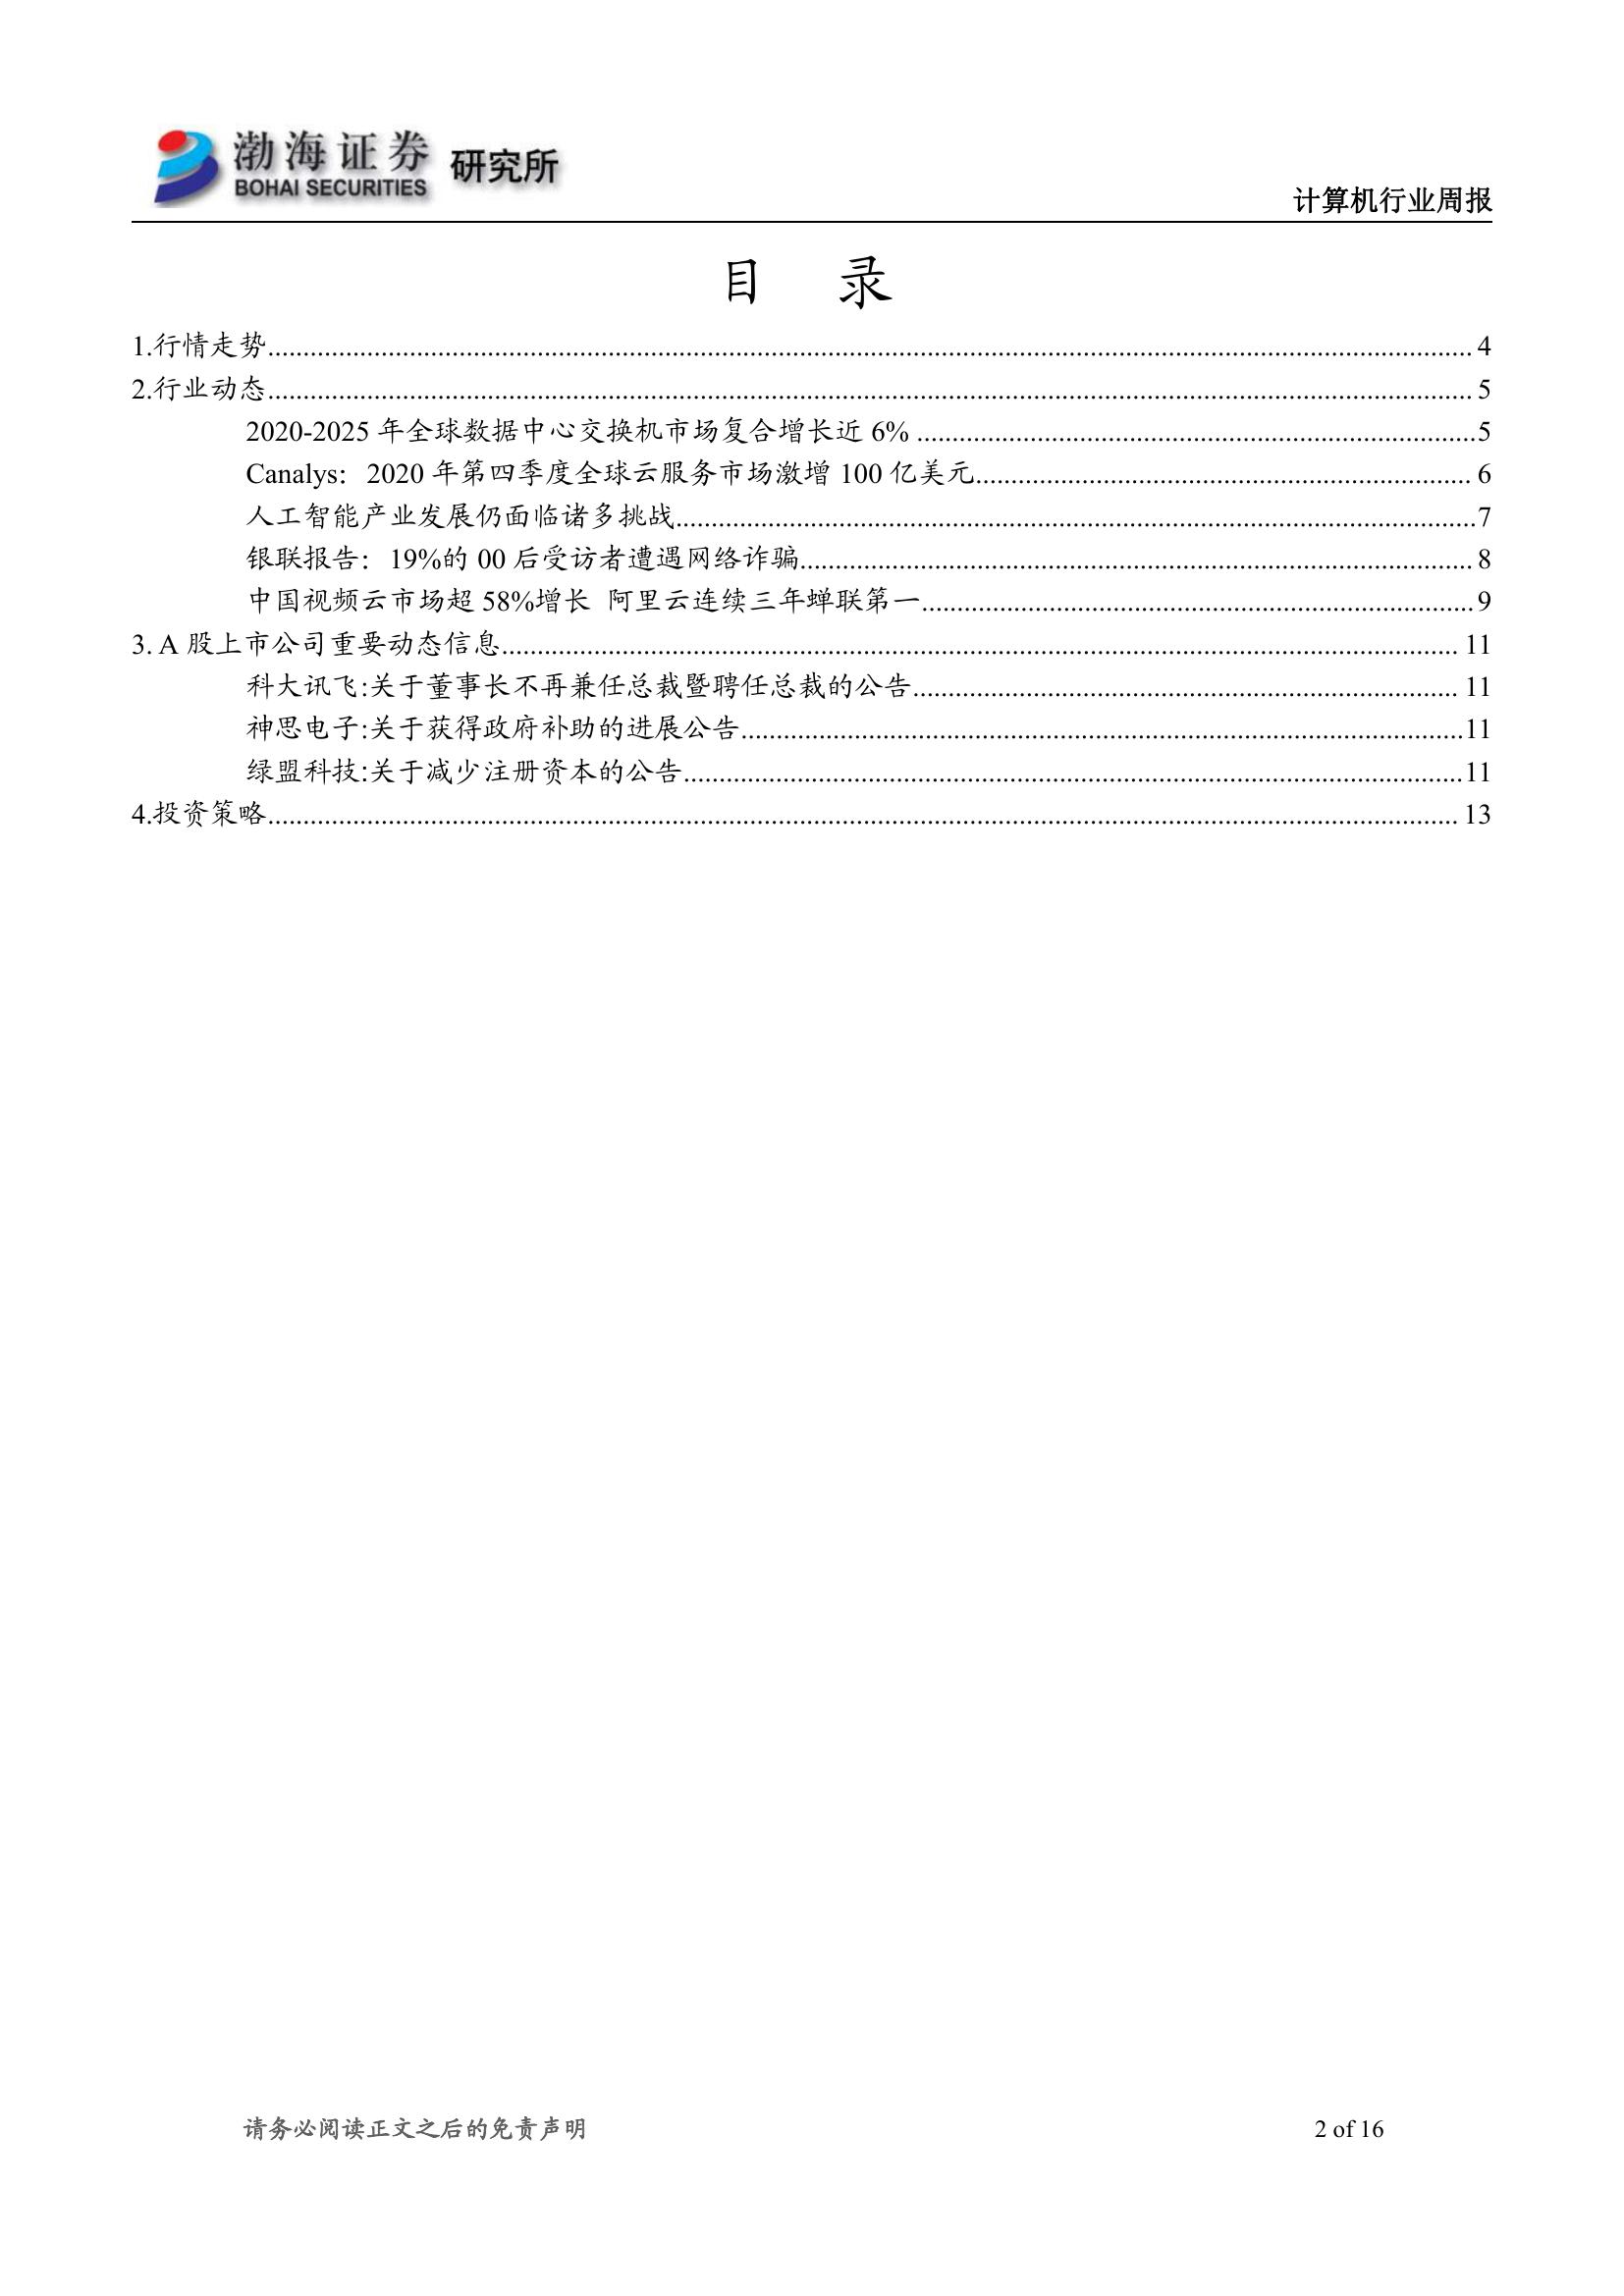 渤海证券 研究所
BOHAI SECURITIES
计算机行业周报
目 录
1.行情走势 4
2.行业动态 5
2020-2025 年全球数据中心交换机市场复合增长近 6% 5
Canalys：2020 年第四季度全球云服务市场激增 100 亿美元 6
人工智能产业发展仍面临诸多挑战 7
银联报告：19%的 00 后受访者遭遇网络诈骗 8
中国视频云市场超 58%增长 阿里云连续三年蝉联第一 9
3. A 股上市公司重要动态信息 11
科大讯飞:关于董事长不再兼任总裁暨聘任总裁的公告 11
神思电子:关于获得政府补助的进展公告 11
绿盟科技:关于减少注册资本的公告 11
4.投资策略 13
请务必阅读正文之后的免责声明 2 of 16